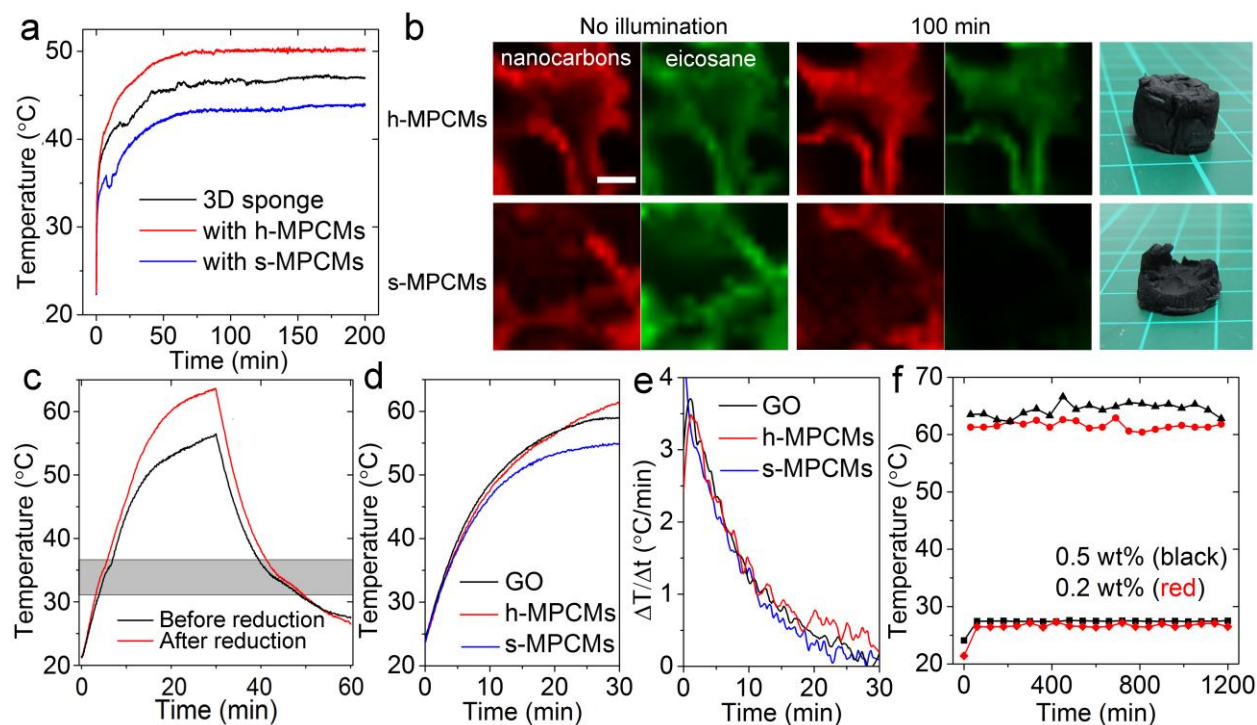 a
Temperature (°C)
50
40
30
20
3D sponge
with h-MPCMs
with s-MPCMs
0 25 50 75 100 125 150 175 200
Time (min)
b
No illumination 100 min
nanocarbons eicosane
h-MPCMs
s-MPCMs
c
Temperature (°C)
60
50
40
30
20
Before reduction
After reduction
0 20 40 60
Time (min)
d
Temperature (°C)
60
50
40
30
20
GO
h-MPCMs
s-MPCMs
0 10 20 30
Time (min)
e
ΔT/Δt (°C/min)
4
3
2
1
0
GO
h-MPCMs
s-MPCMs
0 10 20 30
Time (min)
f
Temperature (°C)
70
60
50
40
30
20
0.5 wt% (black)
0.2 wt% (red)
0 400 800 1200
Time (min)